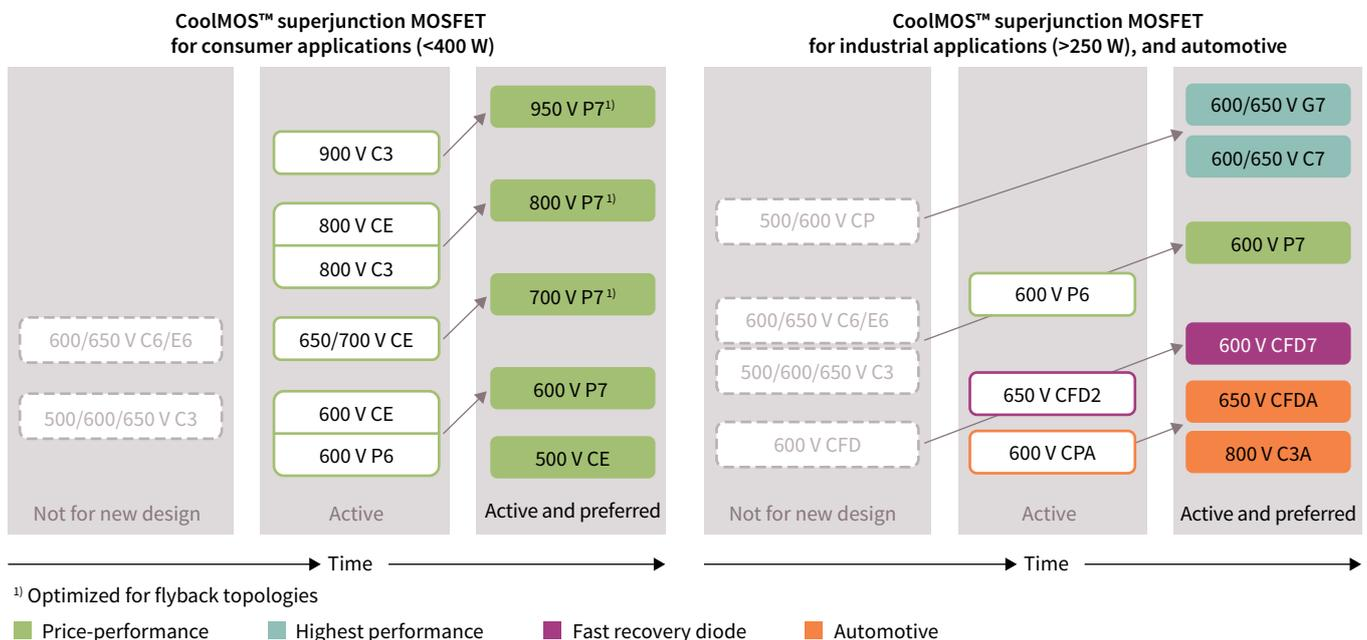 CoolMOS™ superjunction MOSFET
for consumer applications (<400 W)
950 V P7¹⁾
900 V C3
800 V P7¹⁾
800 V CE
800 V C3
700 V P7¹⁾
600/650 V C6/E6
650/700 V CE
600 V P7
500/600/650 V C3
600 V CE
600 V P6
500 V CE
Not for new design
Active
Active and preferred
Time
CoolMOS™ superjunction MOSFET
for industrial applications (>250 W), and automotive
600/650 V G7
600/650 V C7
500/600 V CP
600 V P7
600 V P6
600/650 V C6/E6
500/600/650 V C3
600 V CFD7
650 V CFD2
650 V CFDA
600 V CFD
600 V CPA
800 V C3A
Not for new design
Active
Active and preferred
Time
¹⁾ Optimized for flyback topologies
Price-performance
Highest performance
Fast recovery diode
Automotive